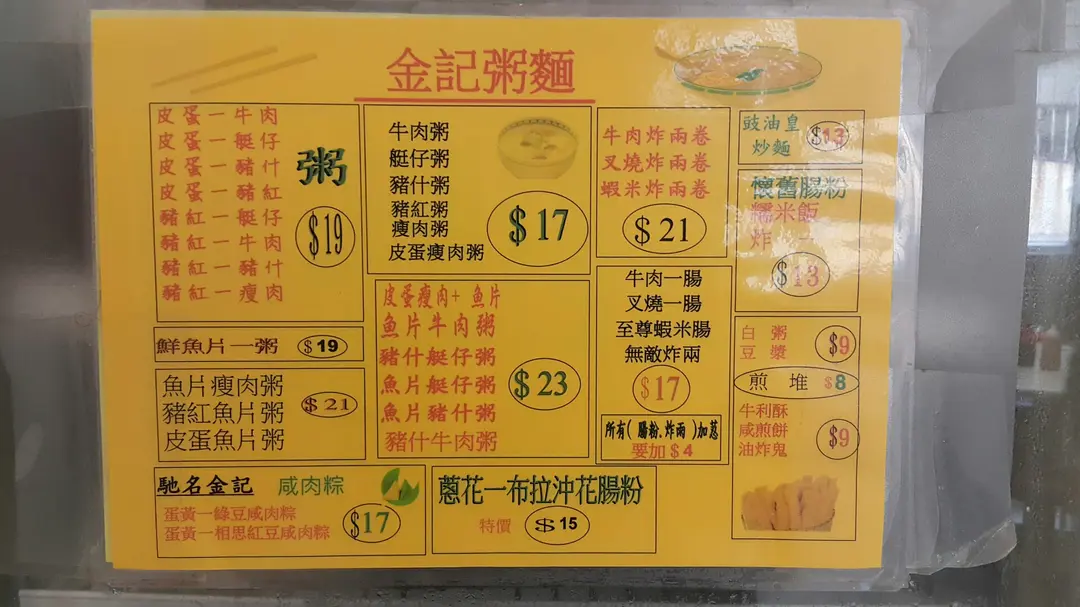 金記粥麵
皮蛋一牛肉
皮蛋一艇仔
皮蛋一豬什
皮蛋一豬紅
豬紅一艇仔
豬紅一牛肉
豬紅一豬什
豬紅一瘦肉
粥
$19
鮮魚片一粥 $19
魚片瘦肉粥
豬紅魚片粥
皮蛋魚片粥
$21
馳名金記 咸肉粽
蛋黃一綠豆咸肉粽
蛋黃一相思紅豆咸肉粽
$17
牛肉粥
艇仔粥
豬什粥
豬紅粥
瘦肉粥
皮蛋瘦肉粥
$17
皮蛋瘦肉+ 魚片
魚片牛肉粥
豬什艇仔粥
魚片艇仔粥
魚片豬什粥
豬什牛肉粥
$23
蔥花一布拉沖花腸粉
特價 $15
牛肉炸兩卷
叉燒炸兩卷
蝦米炸兩卷
$21
牛肉一腸
叉燒一腸
至尊蝦米腸
無敵炸兩
$17
所有( 腸粉,炸兩 )加蔥
要加$4
豉油皇
炒麵
$13
懷舊腸粉
糯米飯
炸
$13
白 粥
豆 漿
$9
煎 堆 $8
牛利酥
咸煎餅
油炸鬼
$9